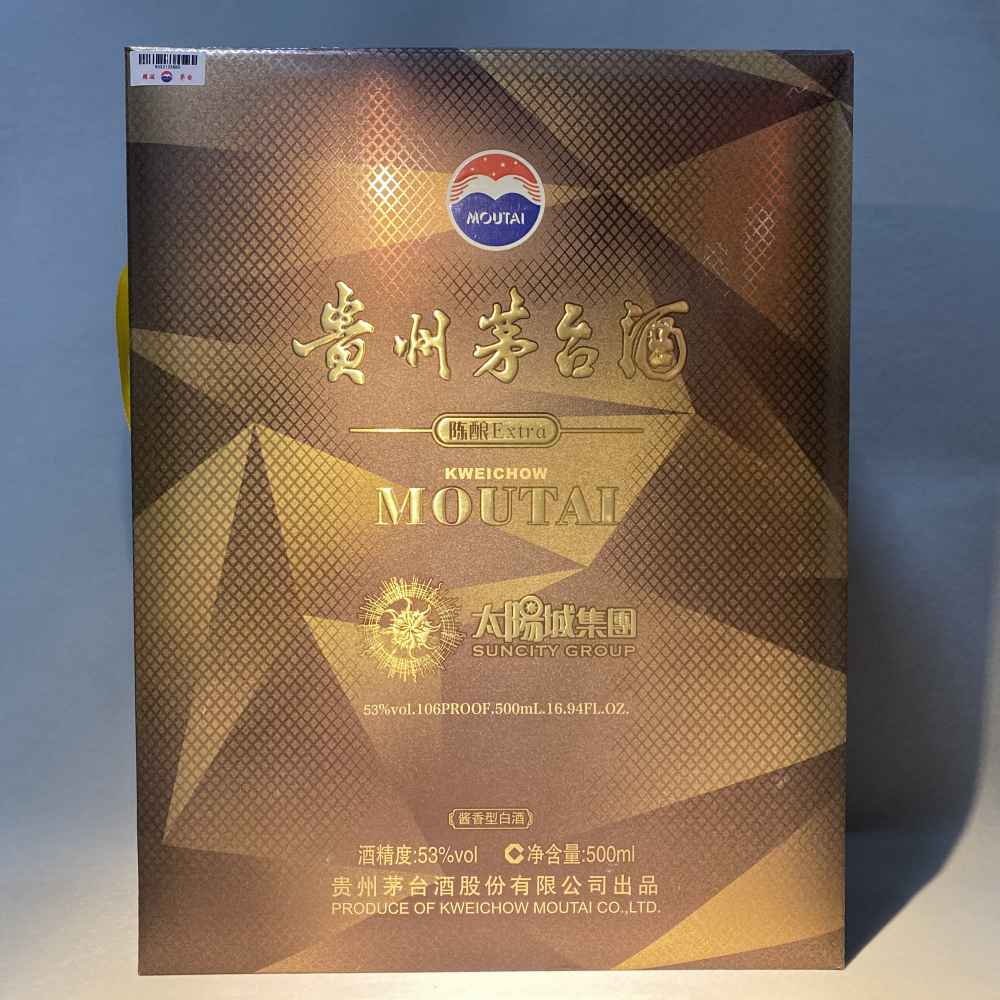 MOUTAI
貴州茅台酒
陈酿Extra
KWEICHOW
MOUTAI
太陽城集團
SUNCITY GROUP
53%vol.106PROOF.500mL.16.94FL.OZ.
酱香型白酒
酒精度:53%vol 净含量:500ml
贵州茅台酒股份有限公司出品
PRODUCE OF KWEICHOW MOUTAI CO.,LTD.